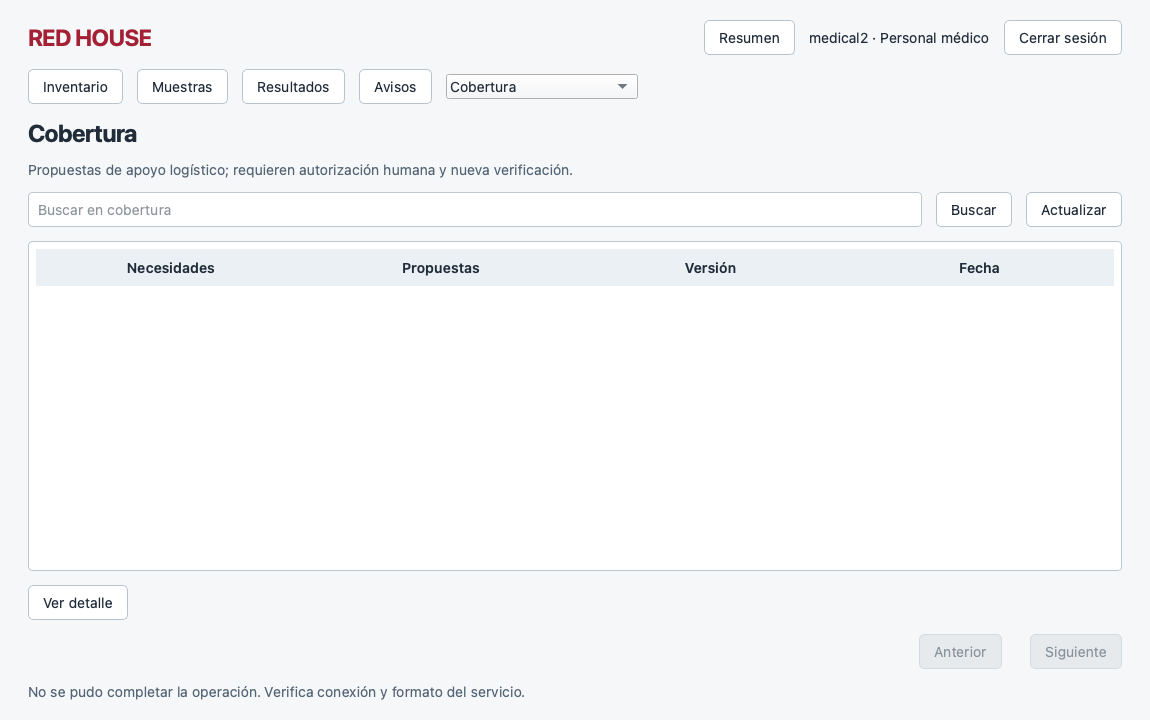 RED HOUSE
Resumen
medical2 · Personal médico
Cerrar sesión
Inventario
Muestras
Resultados
Avisos
Cobertura
Cobertura
Propuestas de apoyo logístico; requieren autorización humana y nueva verificación.
Buscar en cobertura
Buscar
Actualizar
Necesidades
Propuestas
Versión
Fecha
Ver detalle
Anterior
Siguiente
No se pudo completar la operación. Verifica conexión y formato del servicio.